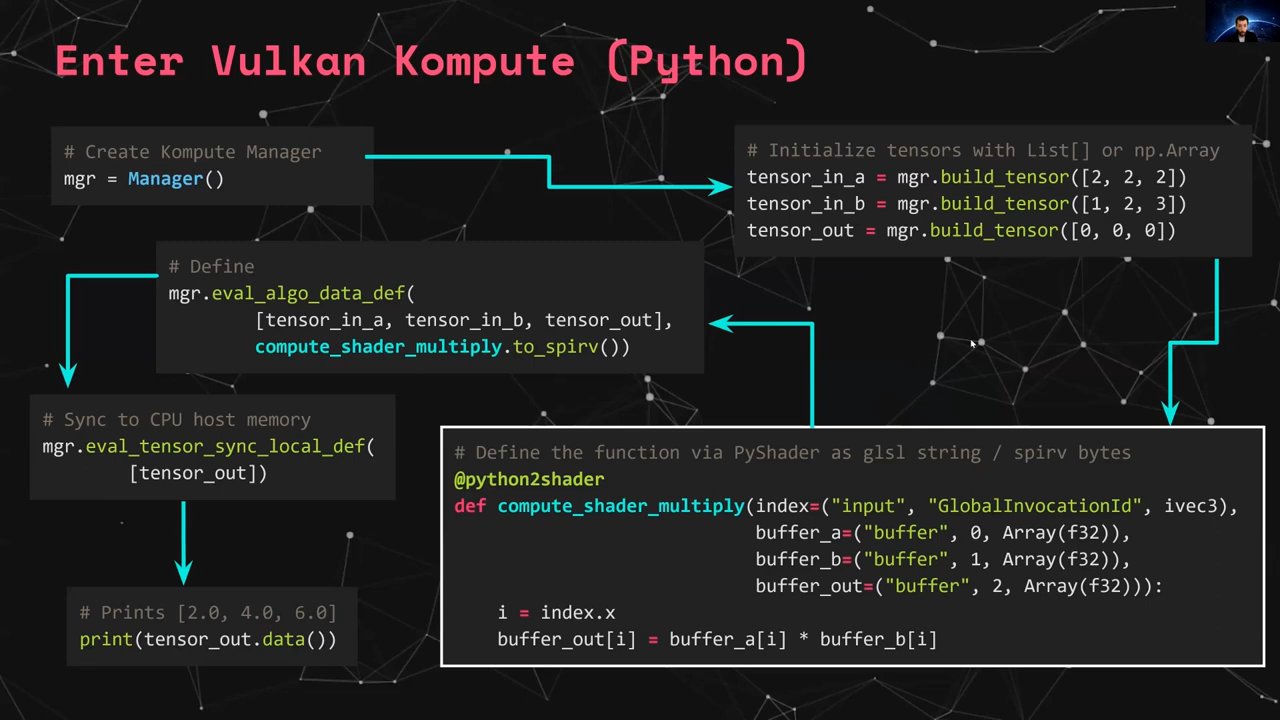 Enter Vulkan Kompute (Python)
# Create Kompute Manager
mgr = Manager()
# Initialize tensors with List[] or np.Array
tensor_in_a = mgr.build_tensor([2, 2, 2])
tensor_in_b = mgr.build_tensor([1, 2, 3])
tensor_out = mgr.build_tensor([0, 0, 0])
# Define the function via PyShader as glsl string / spirv bytes
@python2shader
def compute_shader_multiply(index=("input", "GlobalInvocationId", ivec3),
buffer_a=("buffer", 0, Array(f32)),
buffer_b=("buffer", 1, Array(f32)),
buffer_out=("buffer", 2, Array(f32))):
i = index.x
buffer_out[i] = buffer_a[i] * buffer_b[i]
# Define
mgr.eval_algo_data_def(
[tensor_in_a, tensor_in_b, tensor_out],
compute_shader_multiply.to_spirv())
# Sync to CPU host memory
mgr.eval_tensor_sync_local_def(
[tensor_out])
# Prints [2.0, 4.0, 6.0]
print(tensor_out.data())